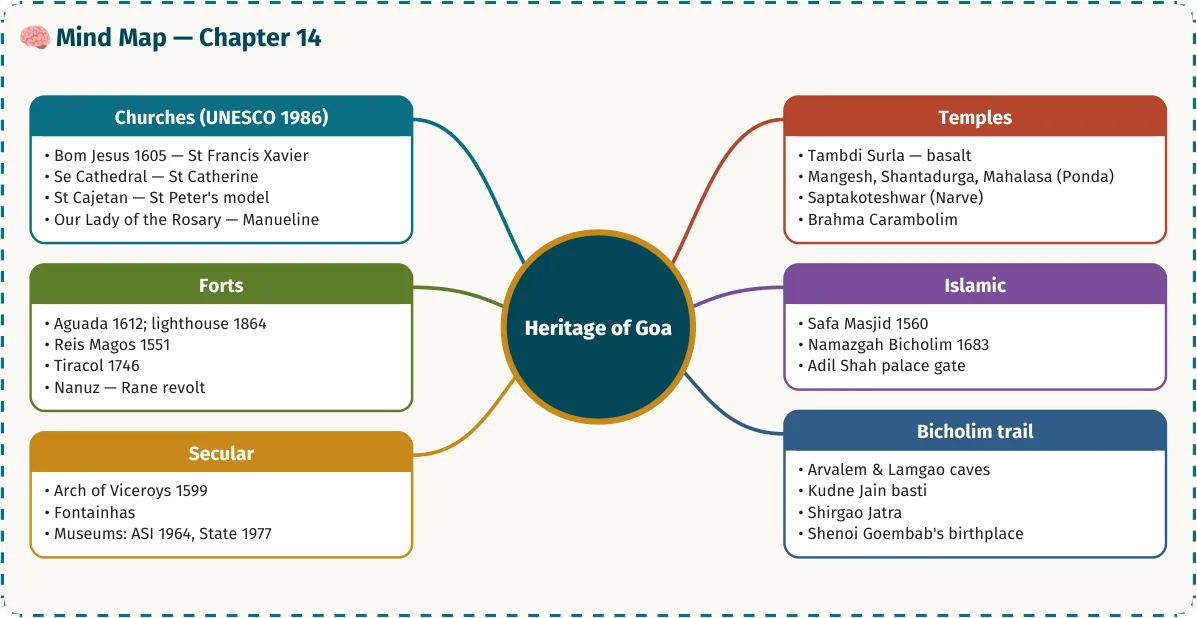 🧠 Mind Map — Chapter 14
Churches (UNESCO 1986)
• Bom Jesus 1605 — St Francis Xavier
• Se Cathedral — St Catherine
• St Cajetan — St Peter's model
• Our Lady of the Rosary — Manueline
Forts
• Aguada 1612; lighthouse 1864
• Reis Magos 1551
• Tiracol 1746
• Nanuz — Rane revolt
Secular
• Arch of Viceroys 1599
• Fontainhas
• Museums: ASI 1964, State 1977
Heritage of Goa
Temples
• Tambdi Surla — basalt
• Mangesh, Shantadurga, Mahalasa (Ponda)
• Saptakoteshwar (Narve)
• Brahma Carambolim
Islamic
• Safa Masjid 1560
• Namazgah Bicholim 1683
• Adil Shah palace gate
Bicholim trail
• Arvalem & Lamgao caves
• Kudne Jain basti
• Shirgao Jatra
• Shenoi Goembab's birthplace